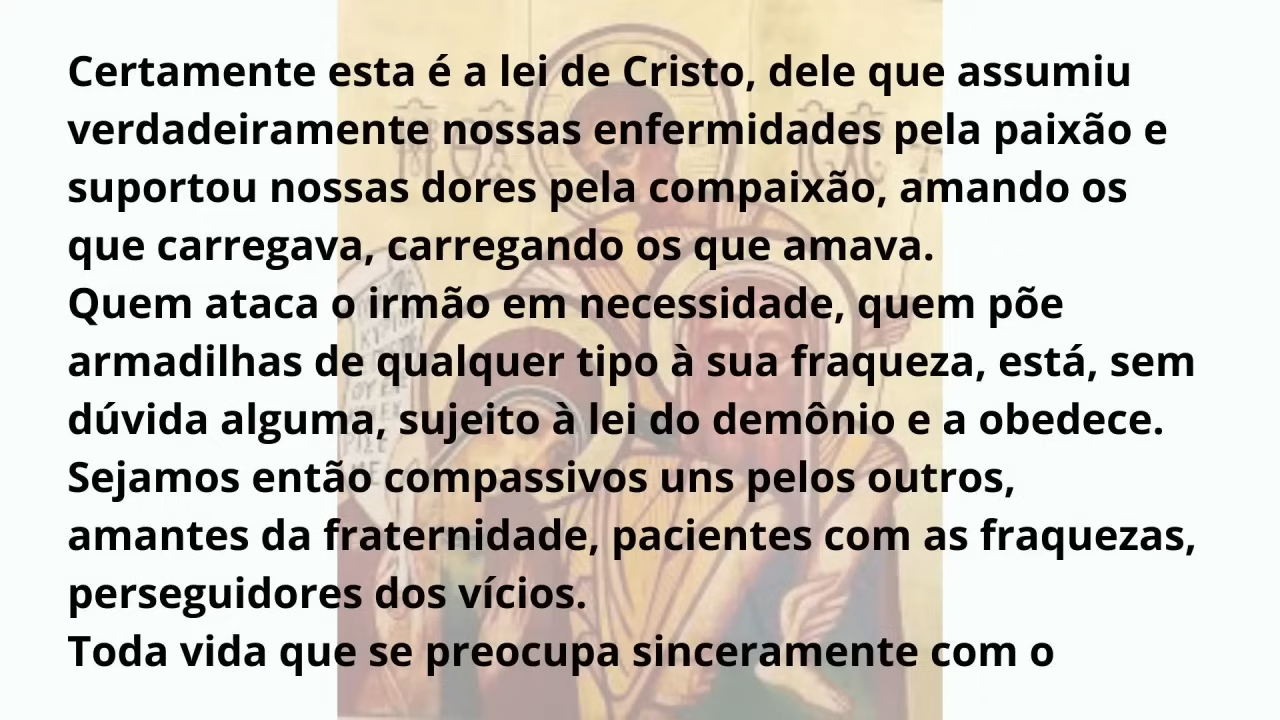 Certamente esta é a lei de Cristo, dele que assumiu
verdadeiramente nossas enfermidades pela paixão e
suportou nossas dores pela compaixão, amando os
que carregava, carregando os que amava.
Quem ataca o irmão em necessidade, quem põe
armadilhas de qualquer tipo à sua fraqueza, está, sem
dúvida alguma, sujeito à lei do demônio e a obedece.
Sejamos então compassivos uns pelos outros,
amantes da fraternidade, pacientes com as fraquezas,
perseguidores dos vícios.
Toda vida que se preocupa sinceramente com o